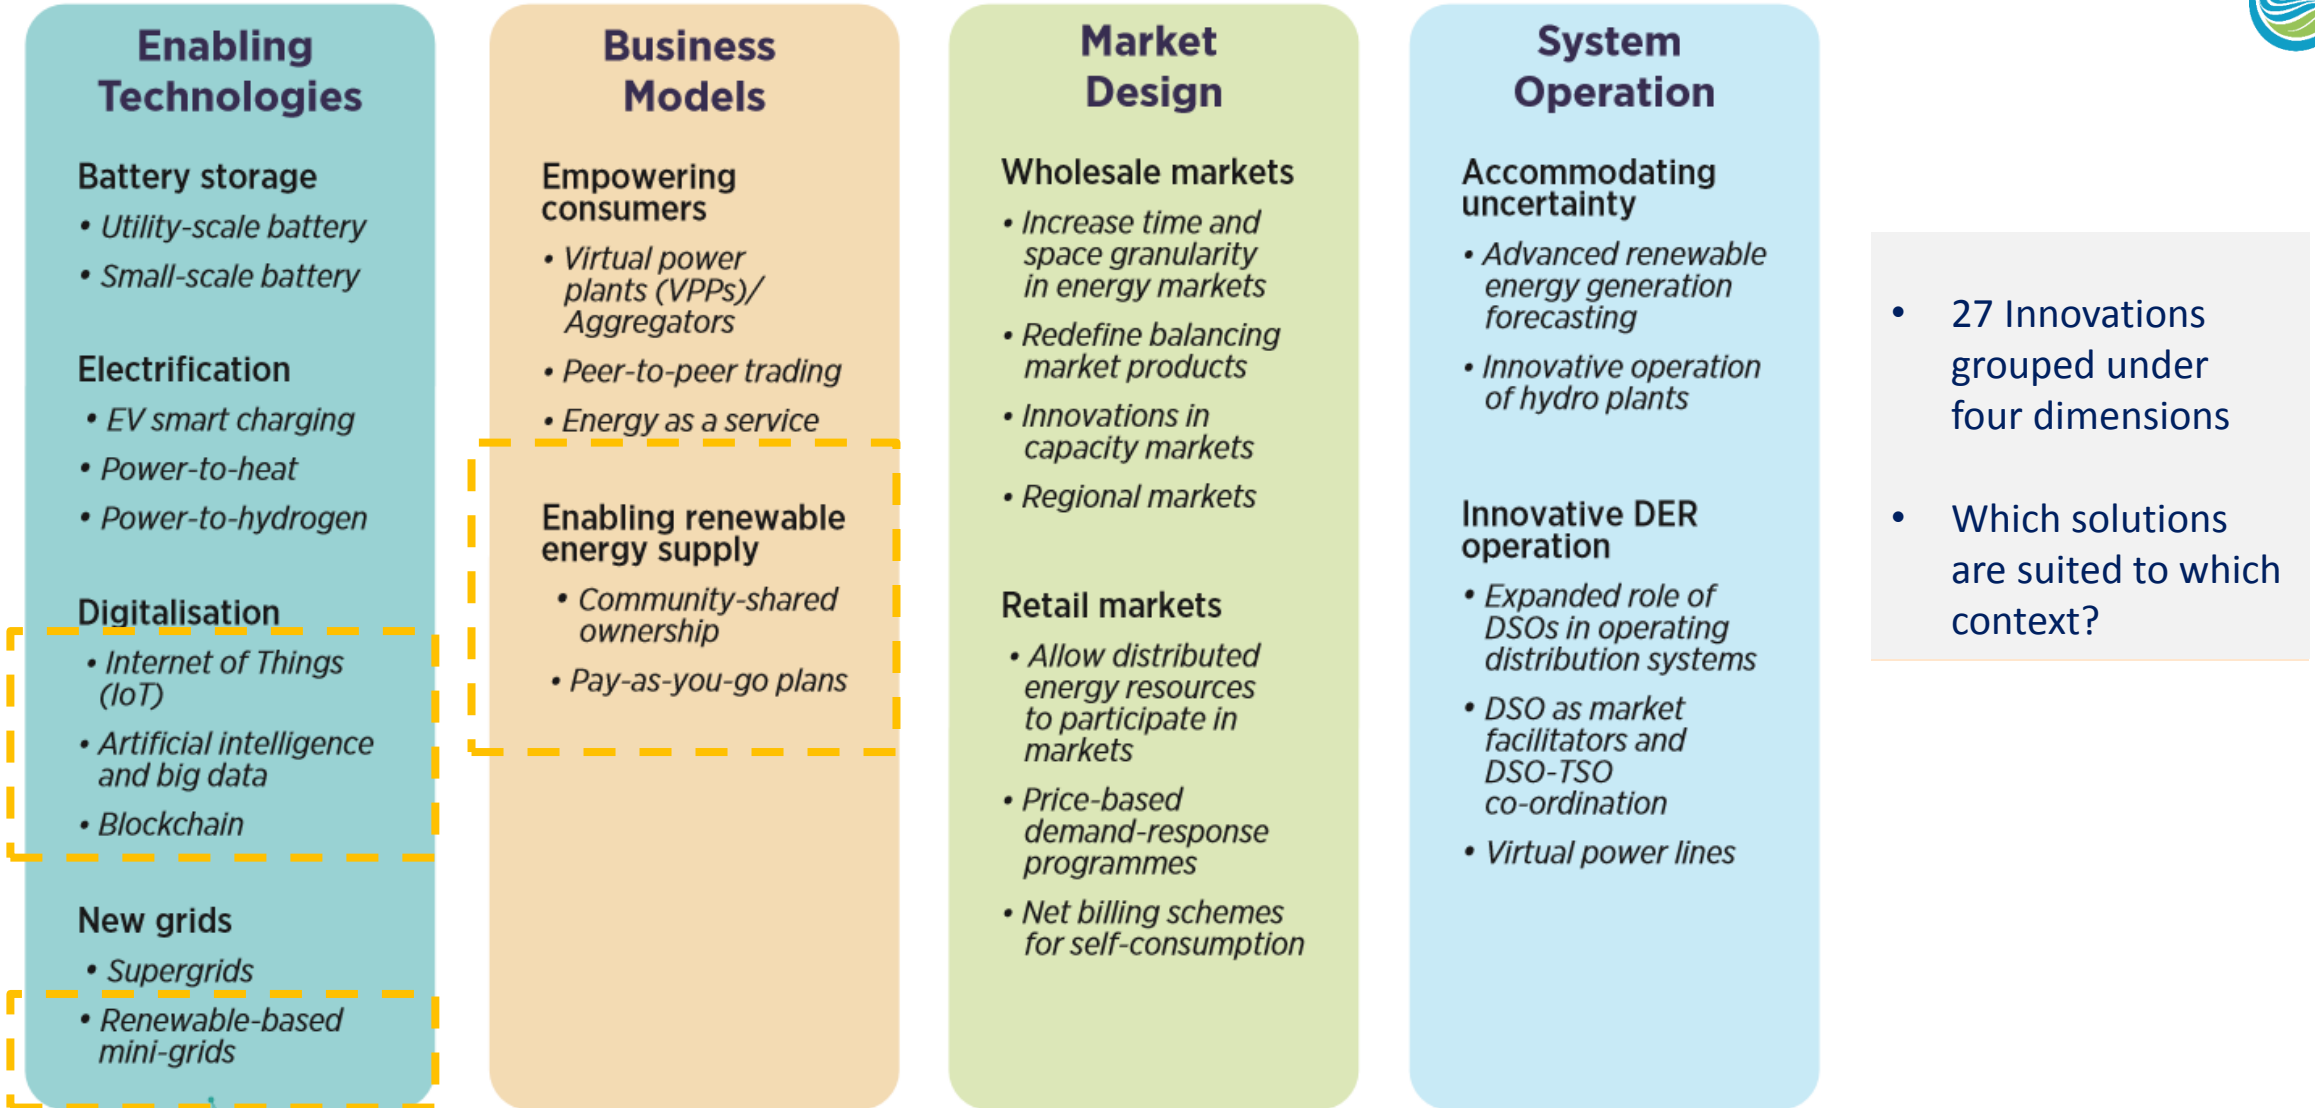 Enabling
Technologies
Battery storage
• Utility-scale battery
• Small-scale battery
Electrification
• EV smart charging
• Power-to-heat
• Power-to-hydrogen
Digitalisation
• Internet of Things
(IoT)
• Artificial intelligence
and big data
• Blockchain
New grids
• Supergrids
• Renewable-based
mini-grids
Business
Models
Empowering
consumers
• Virtual power
plants (VPPs)/
Aggregators
• Peer-to-peer trading
• Energy as a service
Enabling renewable
energy supply
• Community-shared
ownership
• Pay-as-you-go plans
Market
Design
Wholesale markets
• Increase time and
space granularity
in energy markets
• Redefine balancing
market products
• Innovations in
capacity markets
• Regional markets
Retail markets
• Allow distributed
energy resources
to participate in
markets
• Price-based
demand-response
programmes
• Net billing schemes
for self-consumption
System
Operation
Accommodating
uncertainty
• Advanced renewable
energy generation
forecasting
• Innovative operation
of hydro plants
Innovative DER
operation
• Expanded role of
DSOs in operating
distribution systems
• DSO as market
facilitators and
DSO-TSO
co-ordination
• Virtual power lines
• 27 Innovations
grouped under
four dimensions
• Which solutions
are suited to which
context?